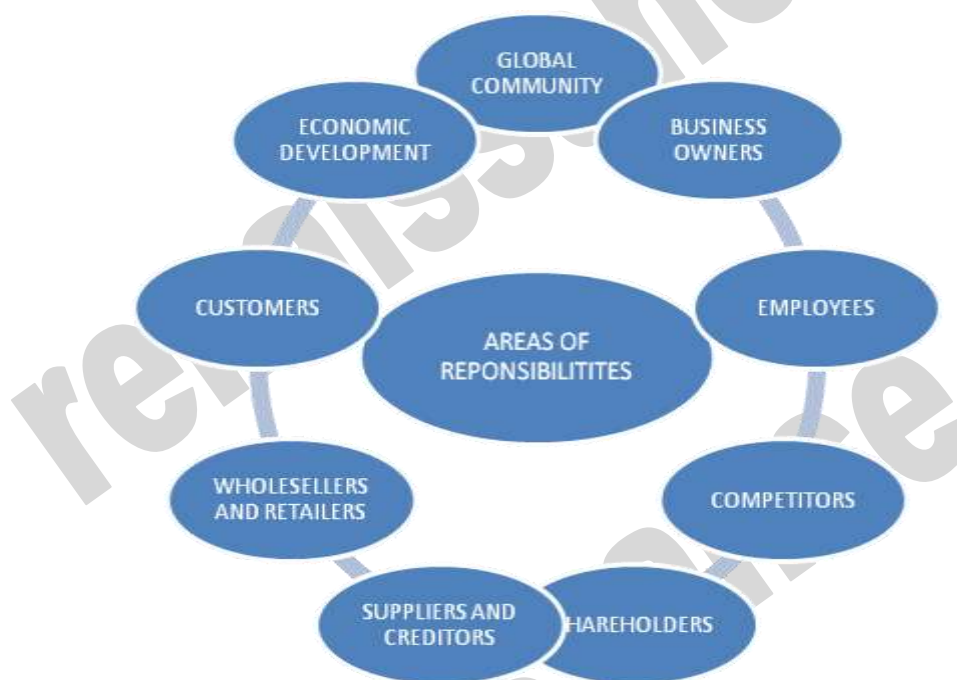 GLOBAL
COMMUNITY
BUSINESS
OWNERS
EMPLOYEES
COMPETITORS
HAREHOLDERS
SUPPLIERS AND
CREDITORS
WHOLESELLERS
AND RETAILERS
CUSTOMERS
ECONOMIC
DEVELOPMENT
AREAS OF
REPONSIBILITITES